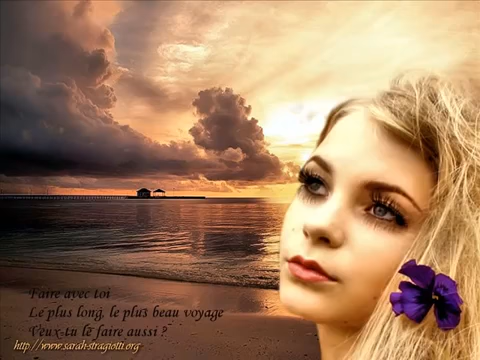 Faire avec toi
Le plus long, le plus beau voyage
Veux-tu le faire aussi ?
http://www.sarah-stragiotti.org